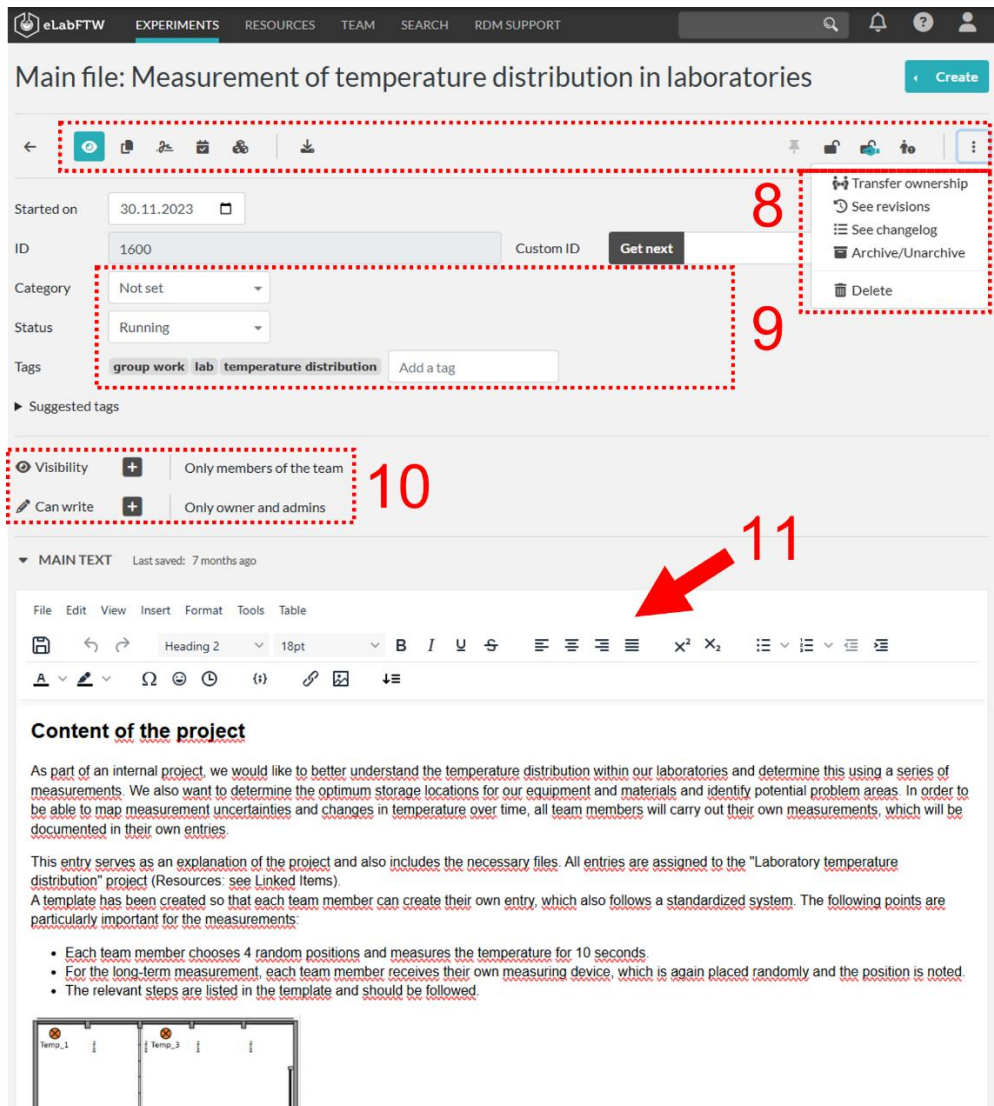 eLabFTW EXPERIMENTS RESOURCES TEAM SEARCH RDM SUPPORT
Main file: Measurement of temperature distribution in laboratories
Create
8
Transfer ownership
See revisions
See changelog
Archive/Unarchive
Delete
Started on 30.11.2023
ID 1600 Custom ID Get next
Category Not set
Status Running
9
Tags group work lab temperature distribution Add a tag
Suggested tags
Visibility Only members of the team
Can write Only owner and admins
10
11
MAIN TEXT Last saved: 7 months ago
File Edit View Insert Format Tools Table
Heading 2 18pt B I U S X² X₂
A Ω {;}
Content of the project
As part of an internal project, we would like to better understand the temperature distribution within our laboratories and determine this using a series of
measurements. We also want to determine the optimum storage locations for our equipment and materials and identify potential problem areas. In order to
be able to map measurement uncertainties and changes in temperature over time, all team members will carry out their own measurements, which will be
documented in their own entries.
This entry serves as an explanation of the project and also includes the necessary files. All entries are assigned to the "Laboratory temperature
distribution" project (Resources: see Linked Items).
A template has been created so that each team member can create their own entry, which also follows a standardized system. The following points are
particularly important for the measurements:
• Each team member chooses 4 random positions and measures the temperature for 10 seconds.
• For the long-term measurement, each team member receives their own measuring device, which is again placed randomly and the position is noted.
• The relevant steps are listed in the template and should be followed.
Temp_1 Temp_3